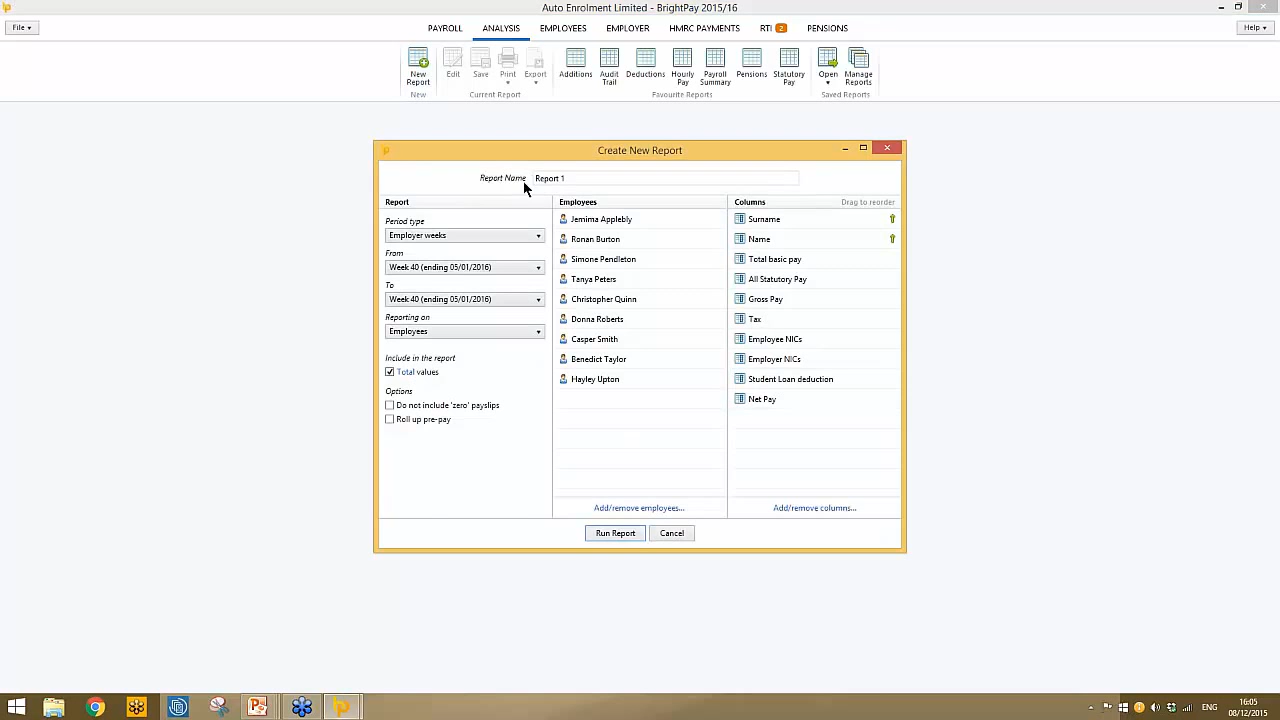 Auto Enrolment Limited - BrightPay 2015/16
File
PAYROLL
ANALYSIS
EMPLOYEES
EMPLOYER
HMRC PAYMENTS
RTI 2
PENSIONS
Help
New Report
Edit
Save
Print
Export
Additions
Audit Trail
Deductions
Hourly Pay
Payroll Summary
Pensions
Statutory Pay
Open
Manage Reports
New
Current Report
Favourite Reports
Saved Reports
Create New Report
Report Name
Report 1
Report
Period type
Employer weeks
From
Week 40 (ending 05/01/2016)
To
Week 40 (ending 05/01/2016)
Reporting on
Employees
Include in the report
Total values
Options
Do not include 'zero' payslips
Roll up pre-pay
Employees
Jemima Applebly
Ronan Burton
Simone Pendleton
Tanya Peters
Christopher Quinn
Donna Roberts
Casper Smith
Benedict Taylor
Hayley Upton
Add/remove employees...
Columns
Drag to reorder
Surname
Name
Total basic pay
All Statutory Pay
Gross Pay
Tax
Employee NICs
Employer NICs
Student Loan deduction
Net Pay
Add/remove columns...
Run Report
Cancel
ENG
16:05
08/12/2015